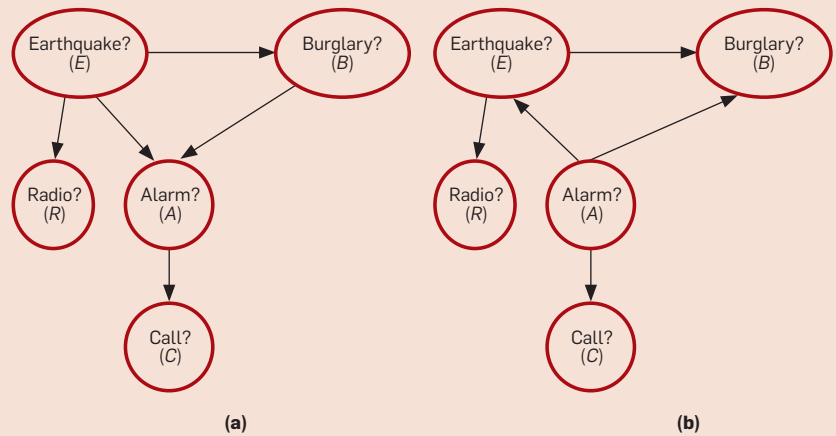 Earthquake?
(E)
Burglary?
(B)
Radio?
(R)
Alarm?
(A)
Call?
(C)
(a)
Earthquake?
(E)
Burglary?
(B)
Radio?
(R)
Alarm?
(A)
Call?
(C)
(b)